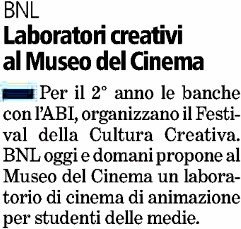 BNL
Laboratori creativi
al Museo del Cinema
Per il 2° anno le banche
con l'ABI, organizzano il Festi-
val della Cultura Creativa.
BNL oggi e domani propone al
Museo del Cinema un labora-
torio di cinema di animazione
per studenti delle medie.